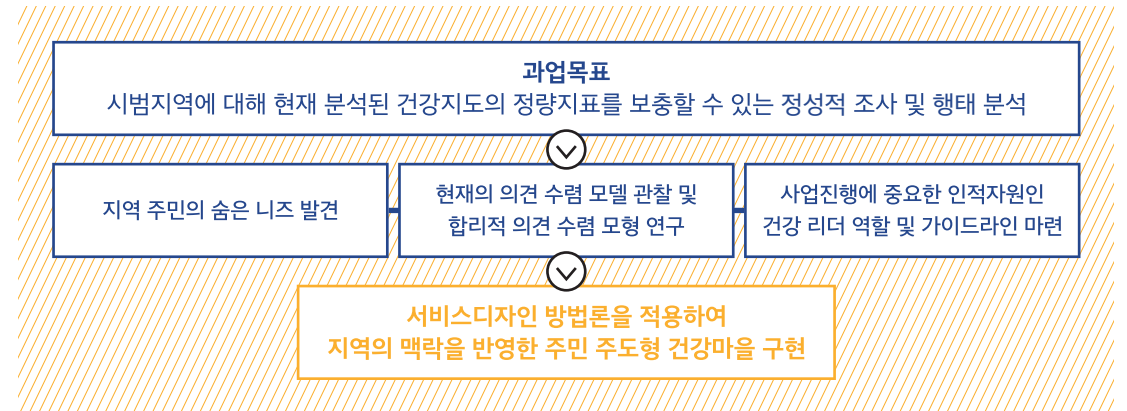 과업목표
시범지역에 대해 현재 분석된 건강지도의 정량지표를 보충할 수 있는 정성적 조사 및 행태 분석
지역 주민의 숨은 니즈 발견
현재의 의견 수렴 모델 관찰 및
합리적 의견 수렴 모형 연구
사업진행에 중요한 인적자원인
건강 리더 역할 및 가이드라인 마련
서비스디자인 방법론을 적용하여
지역의 맥락을 반영한 주민 주도형 건강마을 구현